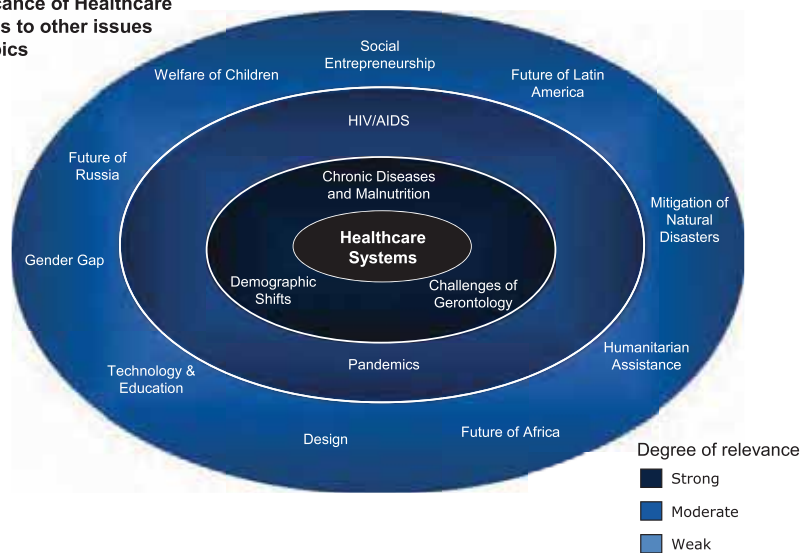 of Healthcare
to other issues
Social
Entrepreneurship
Welfare of Children
Future of Latin
America
HIV/AIDS
Future of
Russia
Chronic Diseases
and Malnutrition
Mitigation of
Natural
Disasters
Healthcare
Systems
Gender Gap
Demographic
Shifts
Challenges of
Gerontology
Humanitarian
Assistance
Pandemics
Technology &
Education
Design
Future of Africa
Degree of relevance
Strong
Moderate
Weak